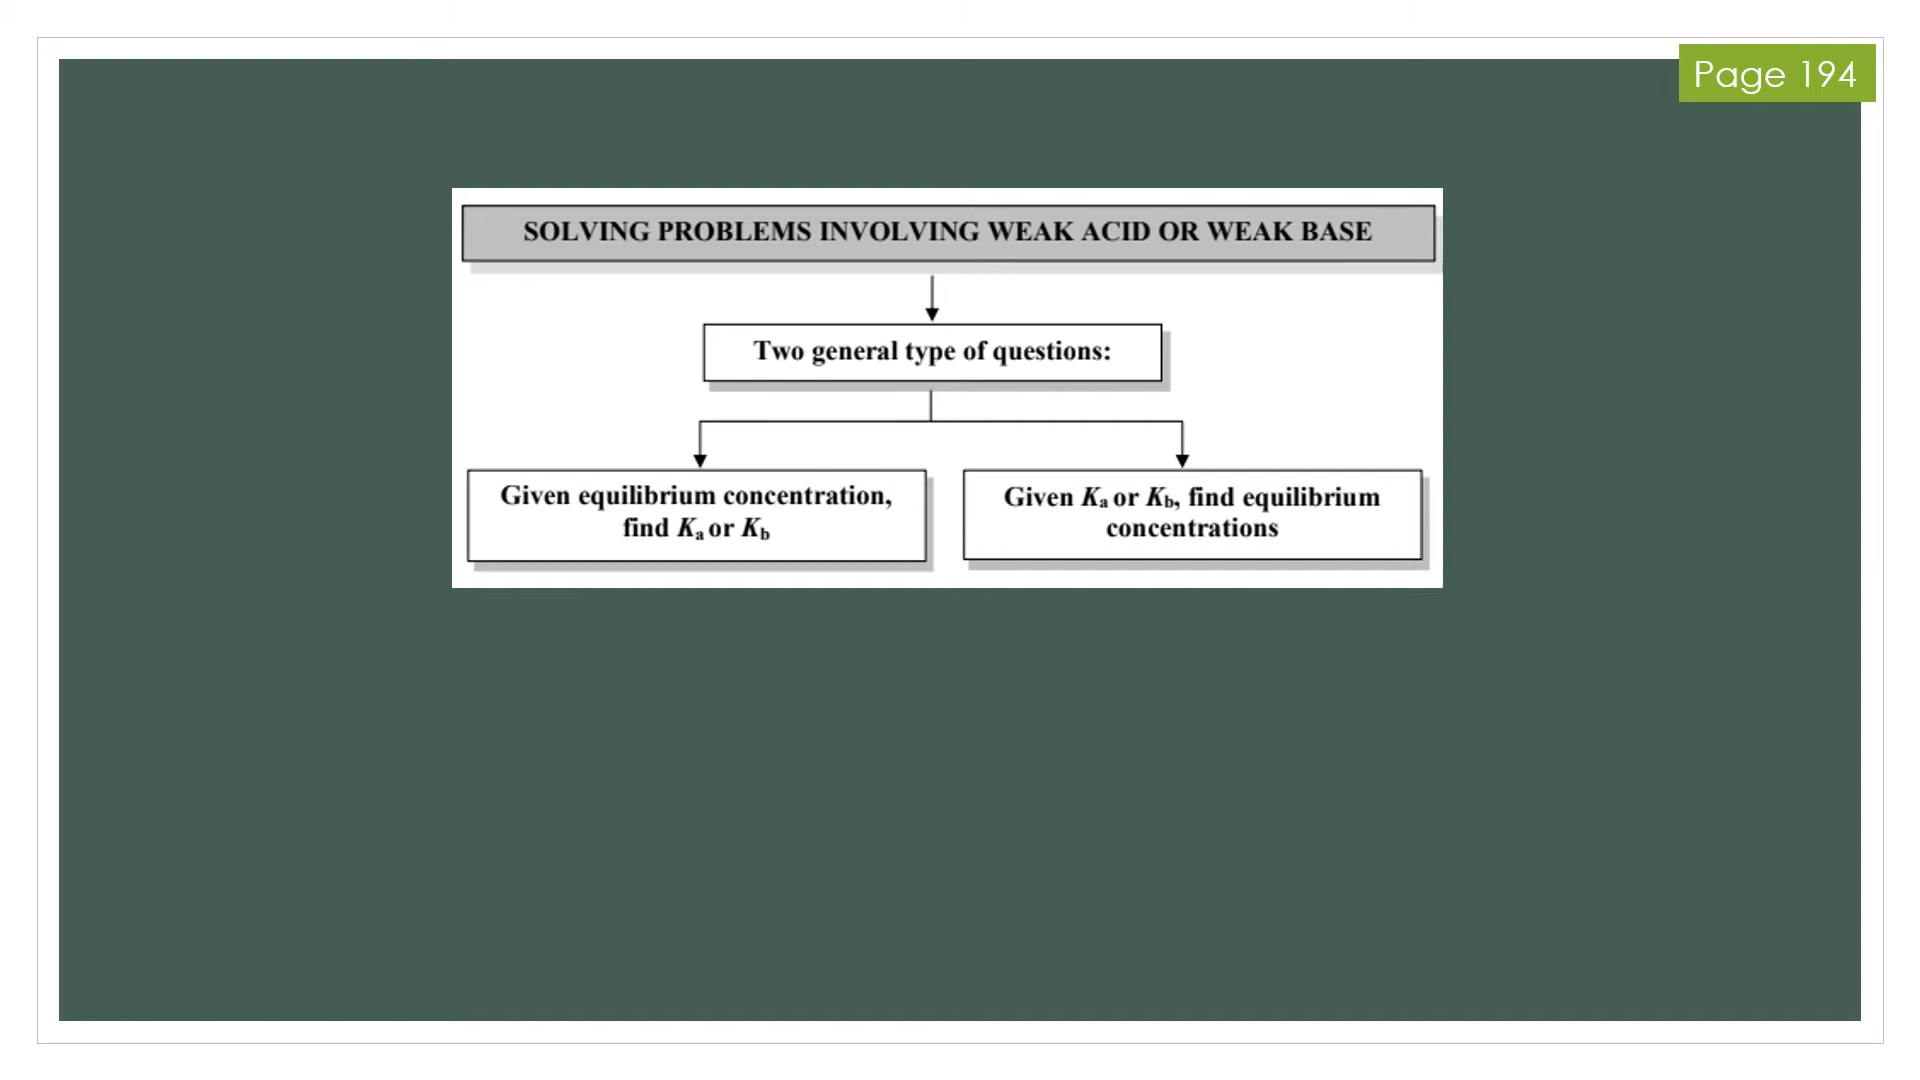 Page 194
SOLVING PROBLEMS INVOLVING WEAK ACID OR WEAK BASE
Two general type of questions:
Given equilibrium concentration,
find Ka or Kb
Given Ka or Kb, find equilibrium
concentrations